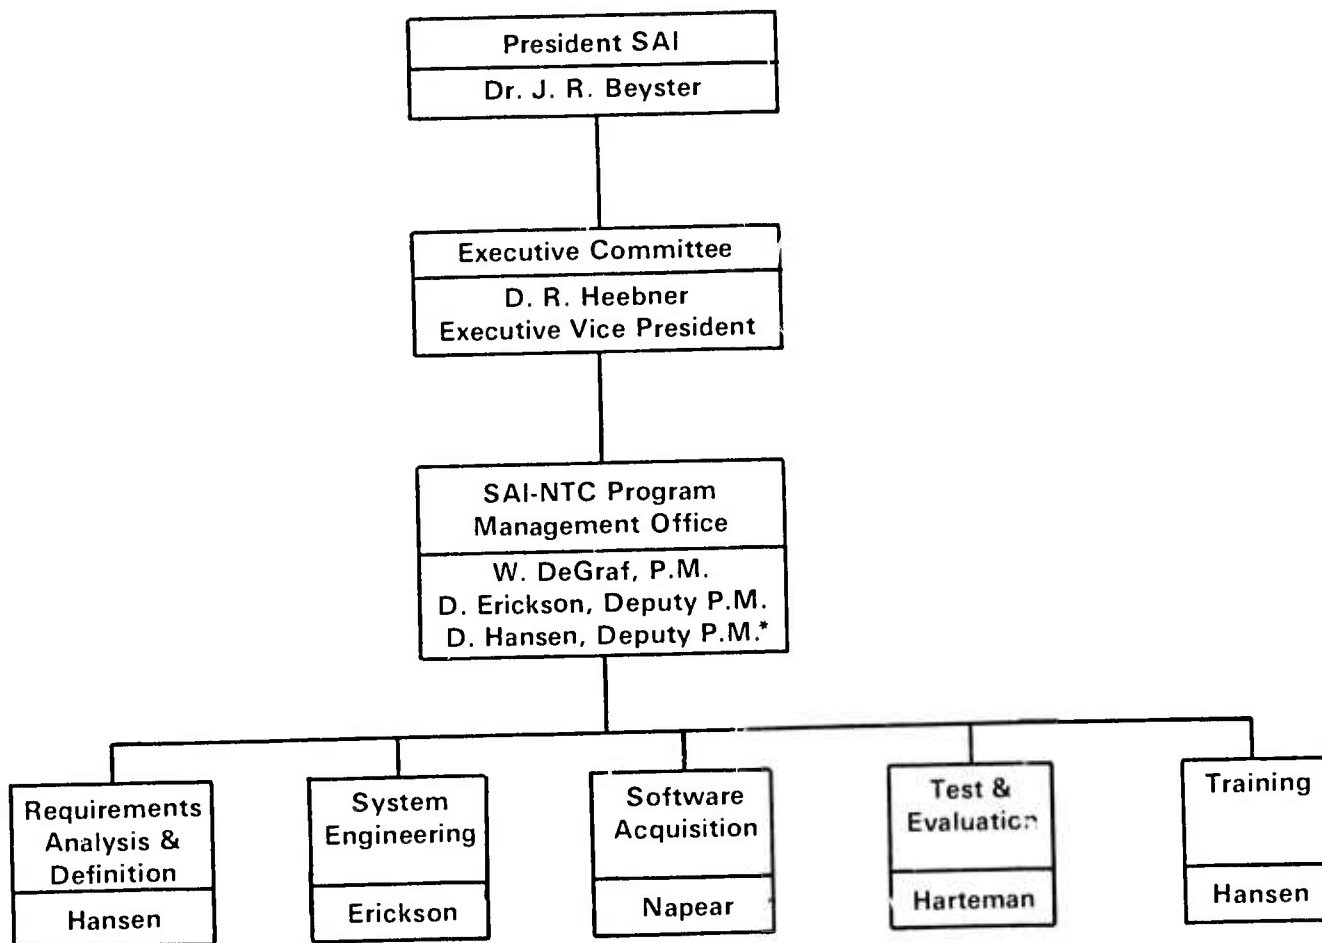 President SAI
Dr. J. R. Beyster
Executive Committee
D. R. Heebner
Executive Vice President
SAI-NTC Program
Management Office
W. DeGraf, P.M.
D. Erickson, Deputy P.M.
D. Hansen, Deputy P.M.*
Requirements
Analysis &
Definition
Hansen
System
Engineering
Erickson
Software
Acquisition
Napear
Test &
Evaluation
Harteman
Training
Hansen